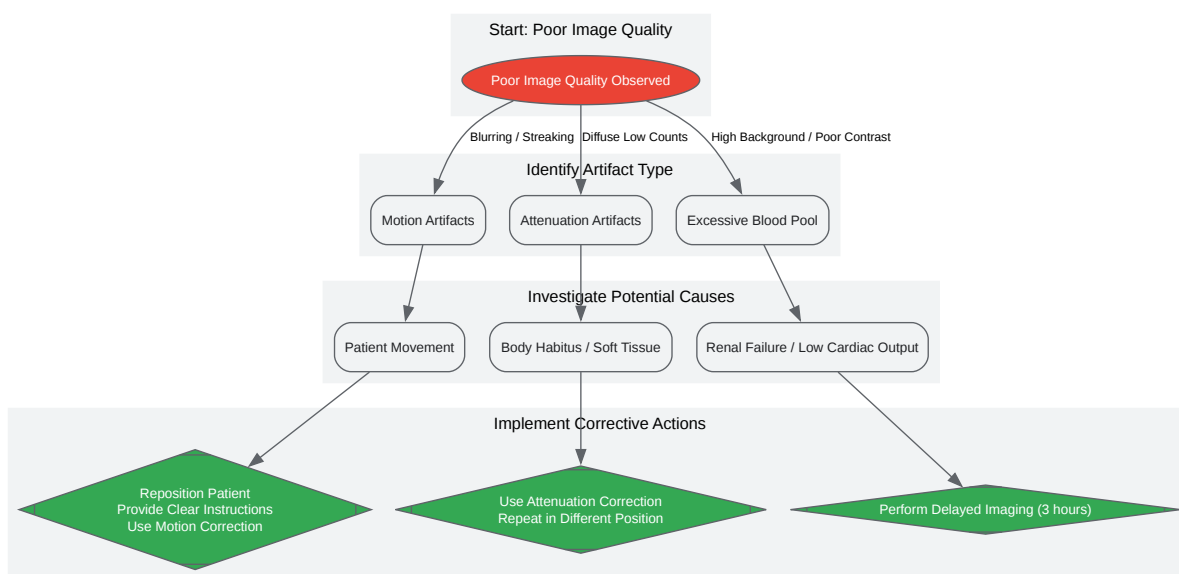 Start: Poor Image Quality
Poor Image Quality Observed
Blurring / Streaking
Diffuse Low Counts
High Background / Poor Contrast
Identify Artifact Type
Motion Artifacts
Attenuation Artifacts
Excessive Blood Pool
Investigate Potential Causes
Patient Movement
Body Habitus / Soft Tissue
Renal Failure / Low Cardiac Output
Implement Corrective Actions
Reposition Patient
Provide Clear Instructions
Use Motion Correction
Use Attenuation Correction
Repeat in Different Position
Perform Delayed Imaging (3 hours)